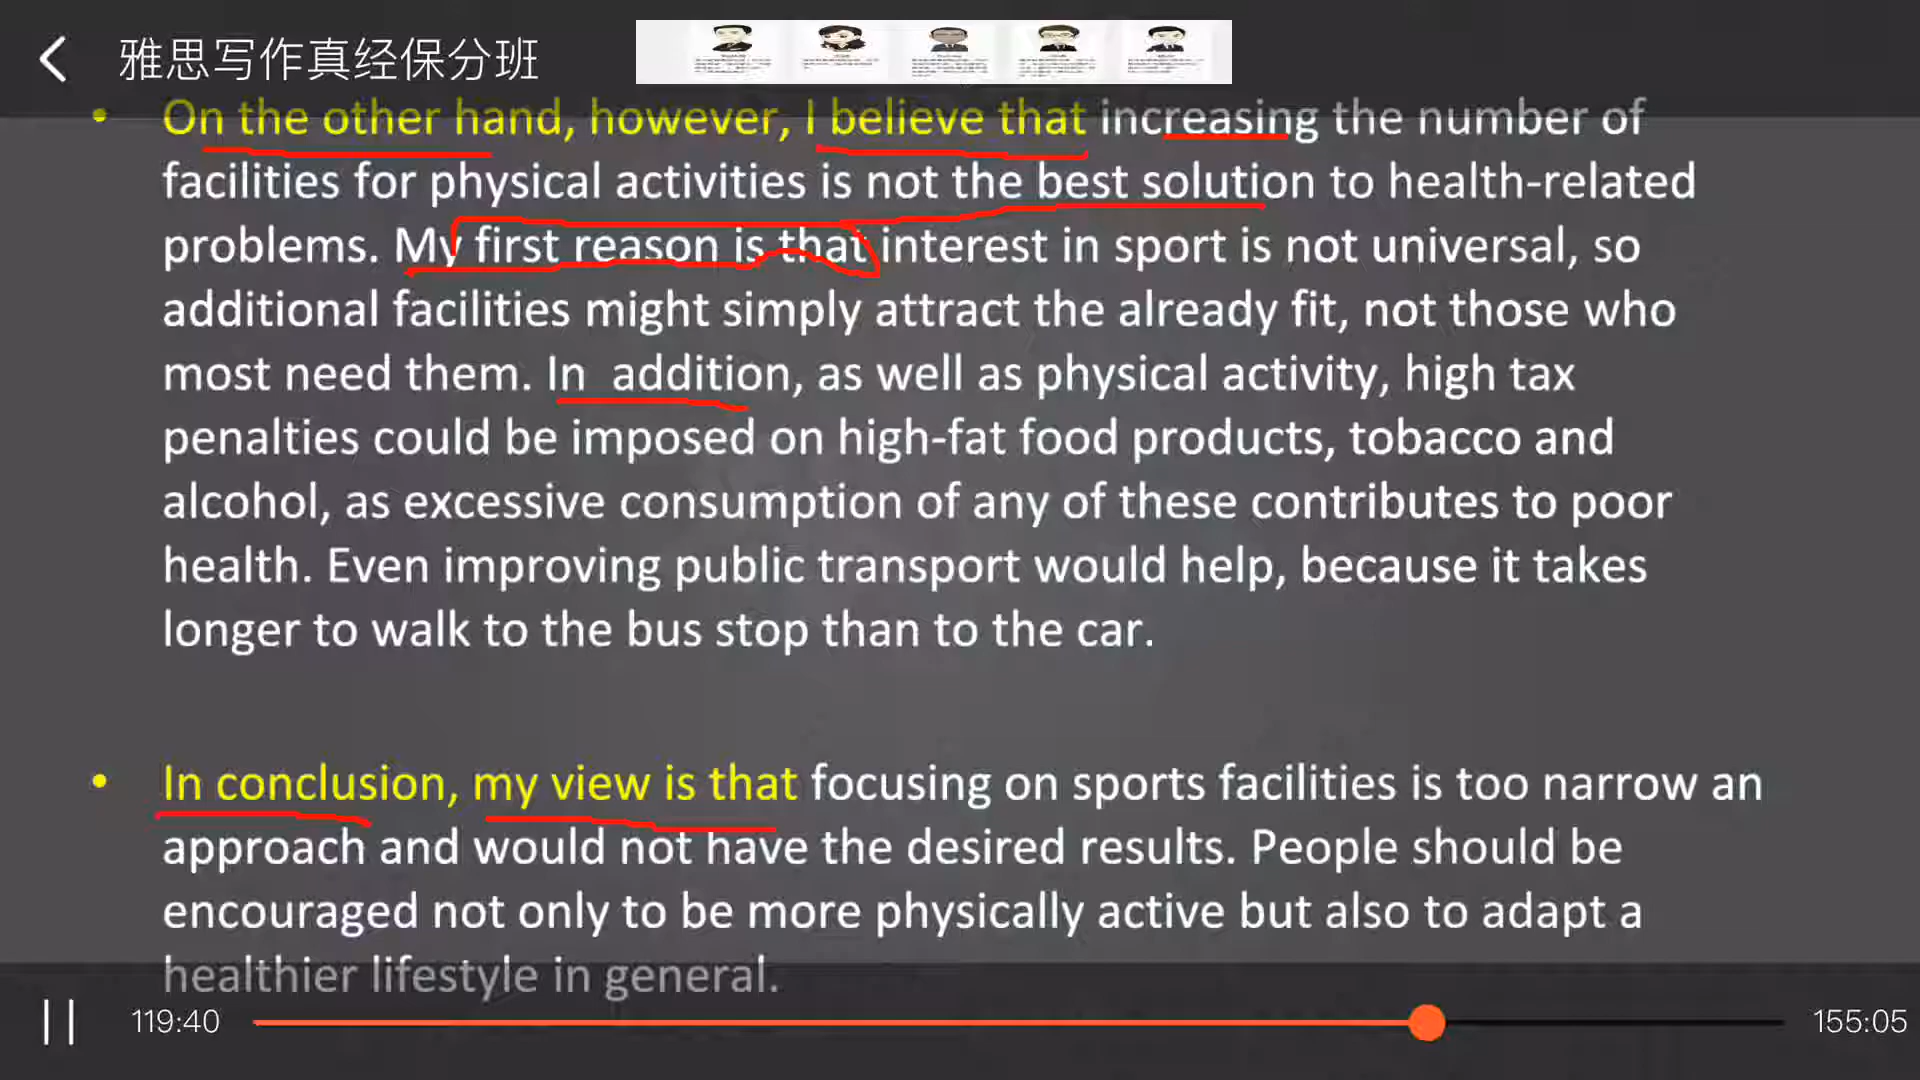 雅思写作真经保分班
• On the other hand, however, I believe that increasing the number of
facilities for physical activities is not the best solution to health-related
problems. My first reason is that interest in sport is not universal, so
additional facilities might simply attract the already fit, not those who
most need them. In addition, as well as physical activity, high tax
penalties could be imposed on high-fat food products, tobacco and
alcohol, as excessive consumption of any of these contributes to poor
health. Even improving public transport would help, because it takes
longer to walk to the bus stop than to the car.
• In conclusion, my view is that focusing on sports facilities is too narrow an
approach and would not have the desired results. People should be
encouraged not only to be more physically active but also to adapt a
healthier lifestyle in general.
119:40
155:05